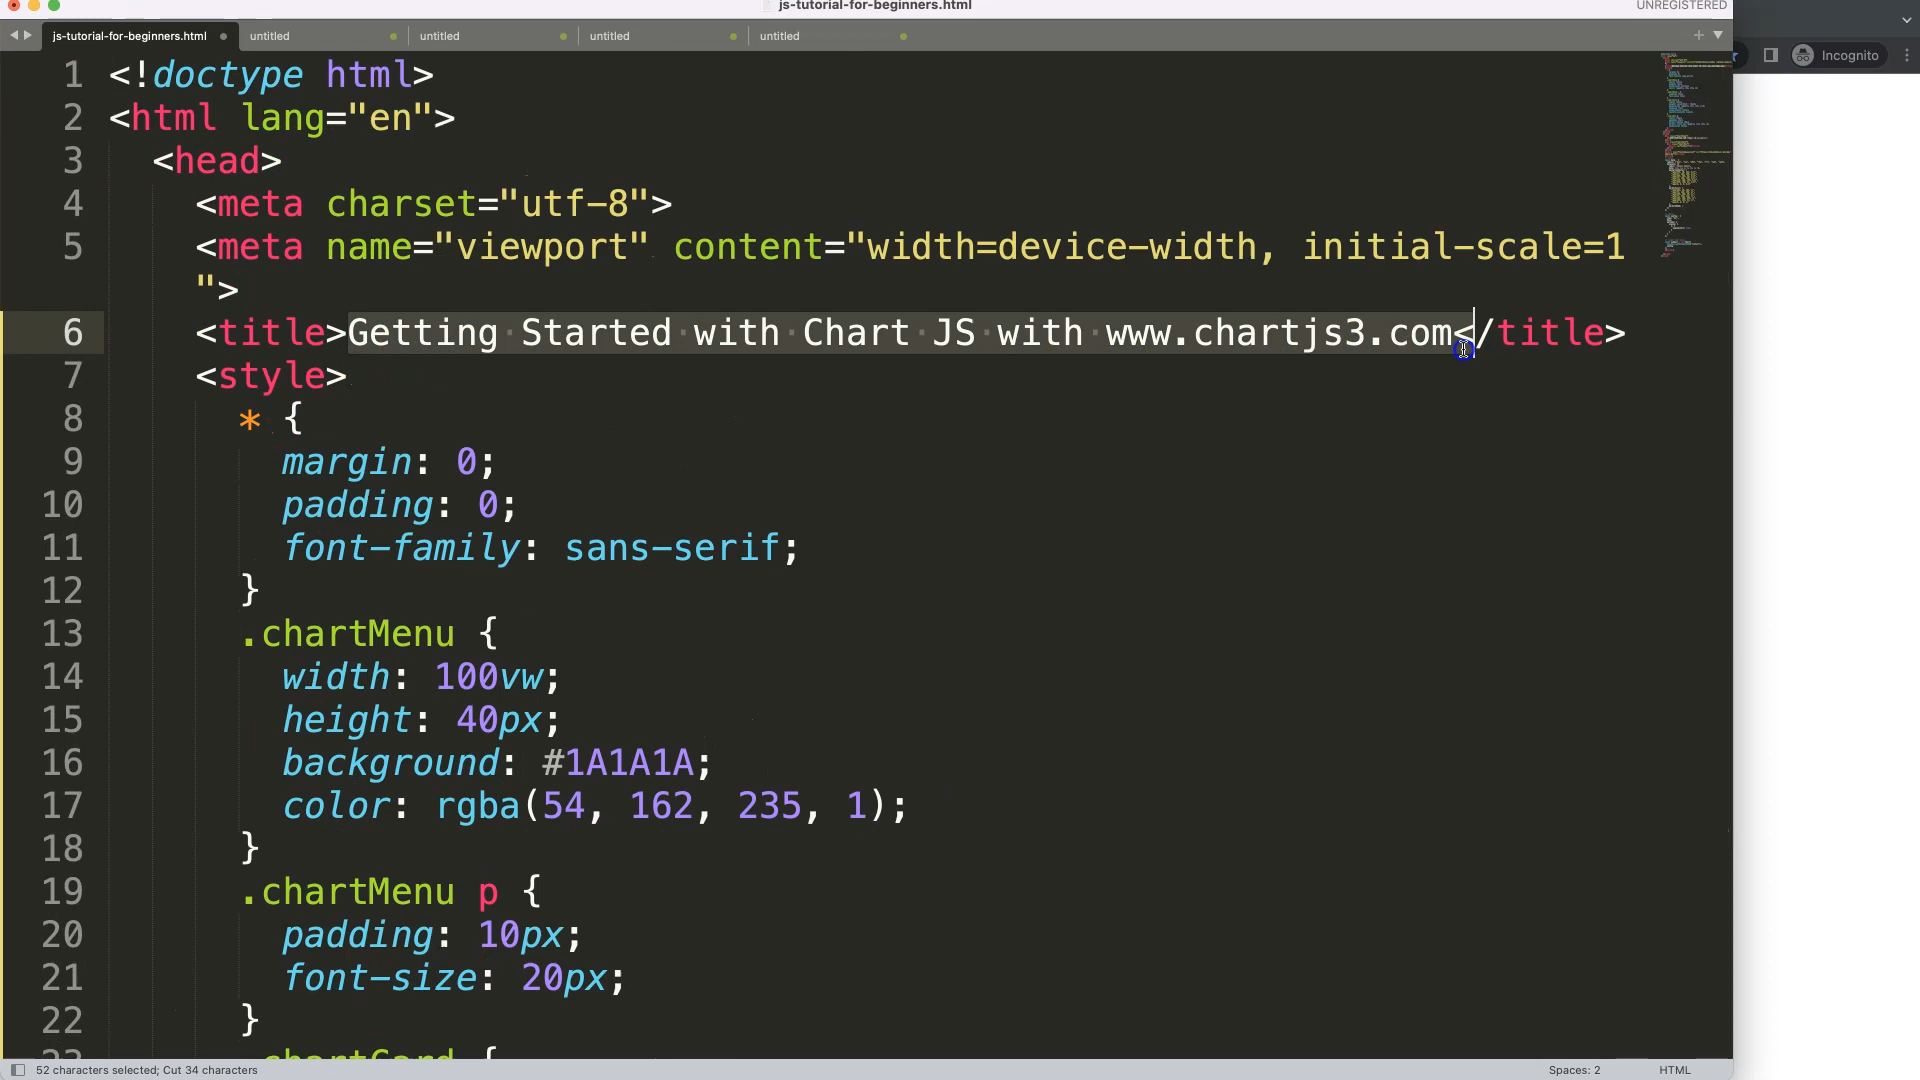 js-tutorial-for-beginners.html
UNREGISTERED
js-tutorial-for-beginners.html untitled untitled untitled untitled
Incognito
1 <!doctype html>
2 <html lang="en">
3 <head>
4 <meta charset="utf-8">
5 <meta name="viewport" content="width=device-width, initial-scale=1
">
6 <title>Getting Started with Chart JS with www.chartjs3.com</title>
7 <style>
8 * {
9 margin: 0;
10 padding: 0;
11 font-family: sans-serif;
12 }
13 .chartMenu {
14 width: 100vw;
15 height: 40px;
16 background: #1A1A1A;
17 color: rgba(54, 162, 235, 1);
18 }
19 .chartMenu p {
20 padding: 10px;
21 font-size: 20px;
22 }
23 .chartCard {
52 characters selected; Cut 34 characters
Spaces: 2
HTML